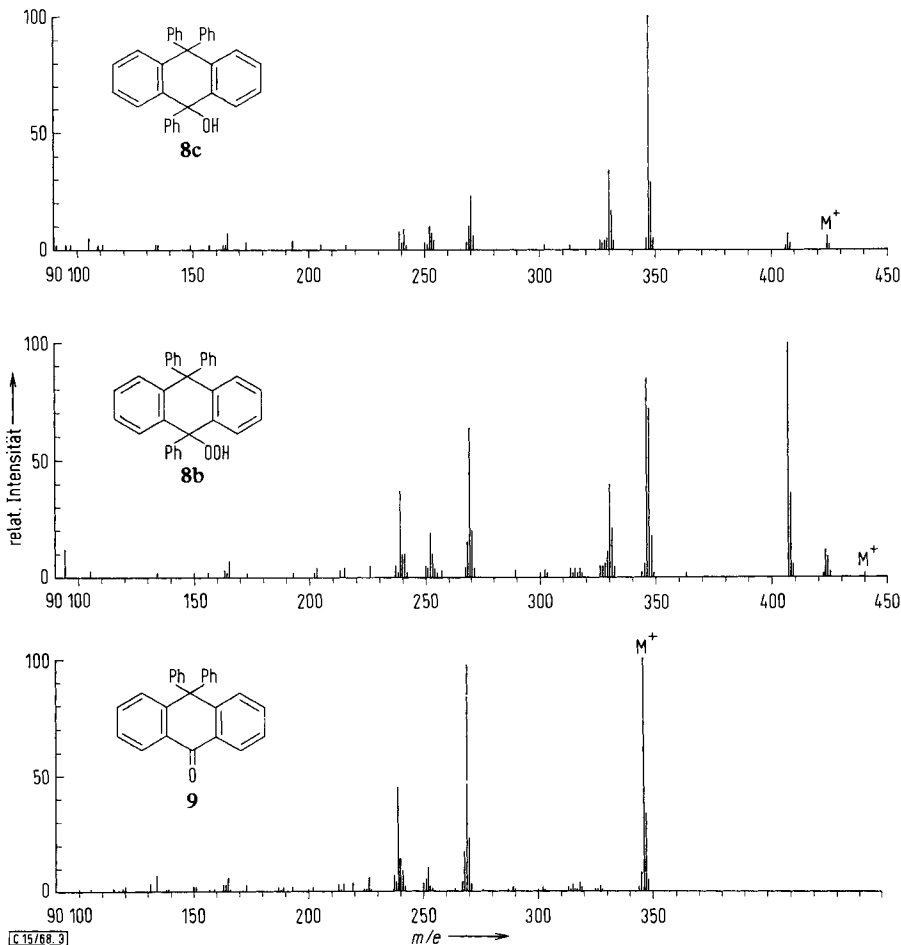 100
50
0
Ph Ph
Ph OH
8c
M+
90 100 150 200 250 300 350 400 450
relat. Intensität
100
50
0
Ph Ph
Ph OOH
8b
M+
90 100 150 200 250 300 350 400 450
100
50
0
Ph Ph
O
9
M+
90 100 150 200 250 300 350
m/e
C 15/68. 3